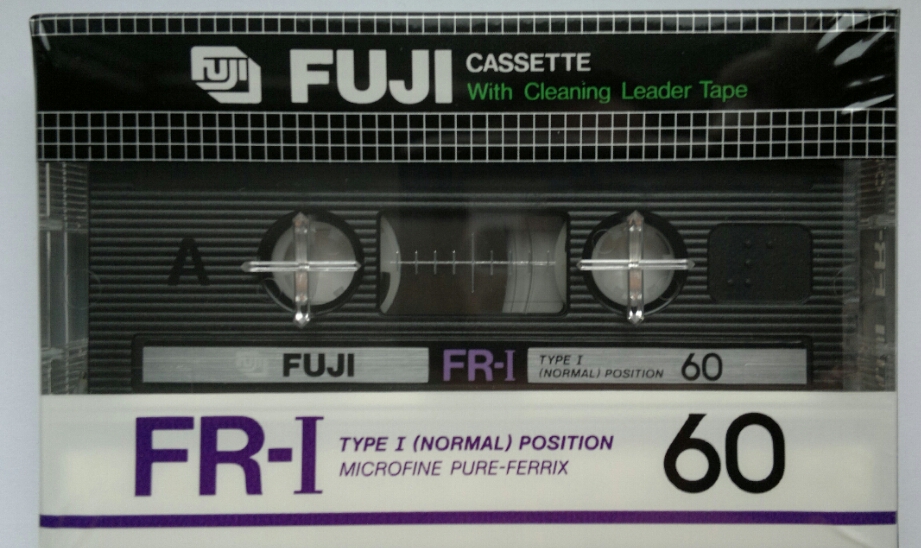 FUJI FUJI CASSETTE
With Cleaning Leader Tape
A
FUJI FR-I TYPE I
(NORMAL) POSITION 60
FR-I TYPE I (NORMAL) POSITION
MICROFINE PURE-FERRIX 60